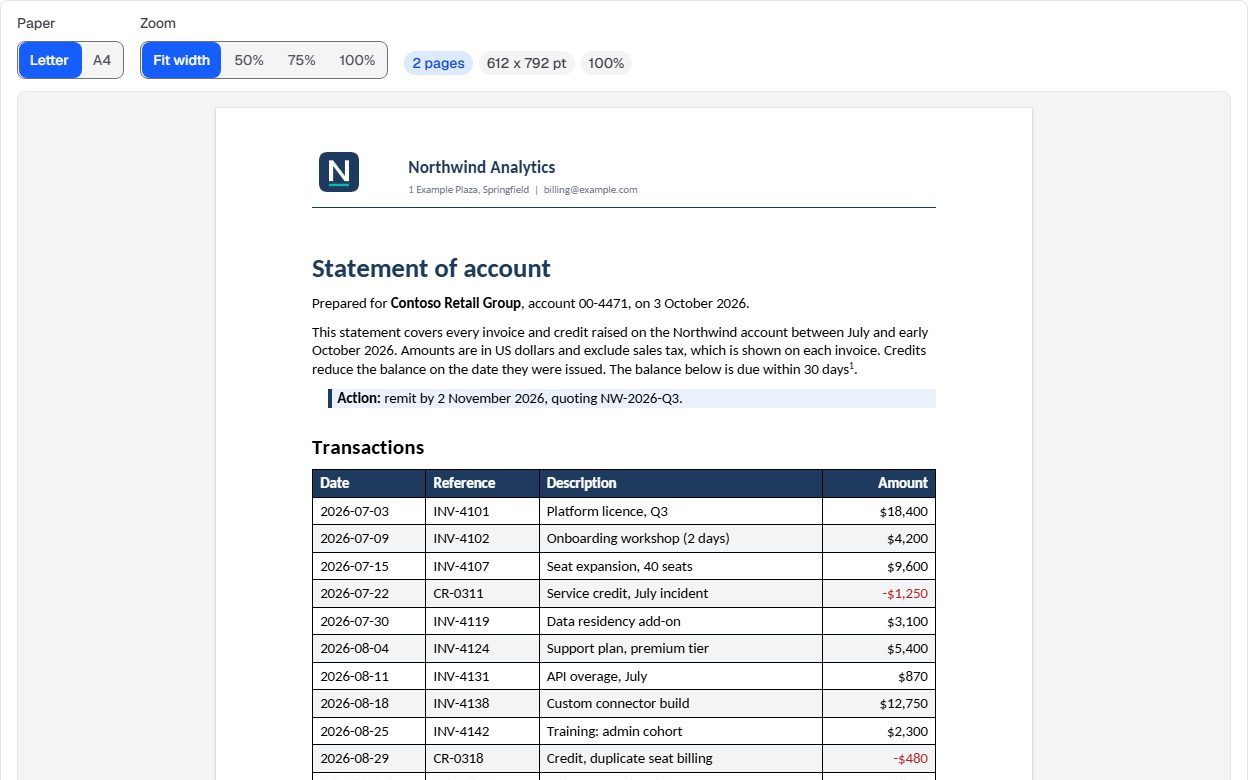 Paper Zoom
Letter A4 Fit width 50% 75% 100% 2 pages 612 x 792 pt 100%
N
Northwind Analytics
1 Example Plaza, Springfield | billing@example.com
Statement of account
Prepared for Contoso Retail Group, account 00-4471, on 3 October 2026.
This statement covers every invoice and credit raised on the Northwind account between July and early
October 2026. Amounts are in US dollars and exclude sales tax, which is shown on each invoice. Credits
reduce the balance on the date they were issued. The balance below is due within 30 days¹.
Action: remit by 2 November 2026, quoting NW-2026-Q3.
Transactions
Date Reference Description Amount
2026-07-03 INV-4101 Platform licence, Q3 $18,400
2026-07-09 INV-4102 Onboarding workshop (2 days) $4,200
2026-07-15 INV-4107 Seat expansion, 40 seats $9,600
2026-07-22 CR-0311 Service credit, July incident -$1,250
2026-07-30 INV-4119 Data residency add-on $3,100
2026-08-04 INV-4124 Support plan, premium tier $5,400
2026-08-11 INV-4131 API overage, July $870
2026-08-18 INV-4138 Custom connector build $12,750
2026-08-25 INV-4142 Training: admin cohort $2,300
2026-08-29 CR-0318 Credit, duplicate seat billing -$480